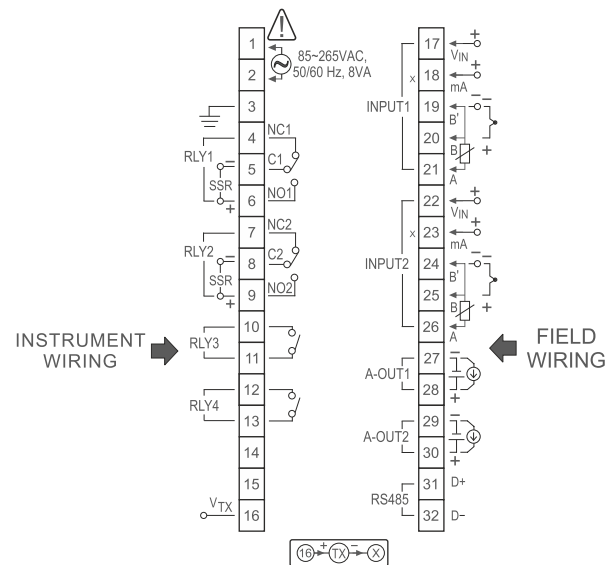 1
85~265VAC,
50/60 Hz, 8VA
2
3
4 NC1
RLY1
5 C1
SSR
6 NO1
7 NC2
RLY2
8 C2
SSR
9 NO2
10
RLY3
11
12
RLY4
13
14
15
VTX 16
INSTRUMENT
WIRING
17 VIN
x 18 mA
INPUT1
19 B'
20 B
21 A
22 VIN
x 23 mA
INPUT2
24 B'
25 B
26 A
27
A-OUT1
28
29
A-OUT2
30
31 D+
RS485
32 D−
FIELD
WIRING
16 + TX − X